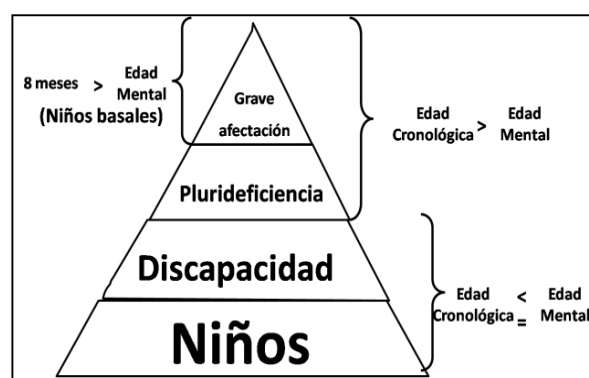 8 meses > Edad
Mental
(Niños basales)
Grave
afectación
Edad
Cronológica > Edad
Mental
Plurideficiencia
Discapacidad
Edad
Cronológica < = Edad
Mental
Niños